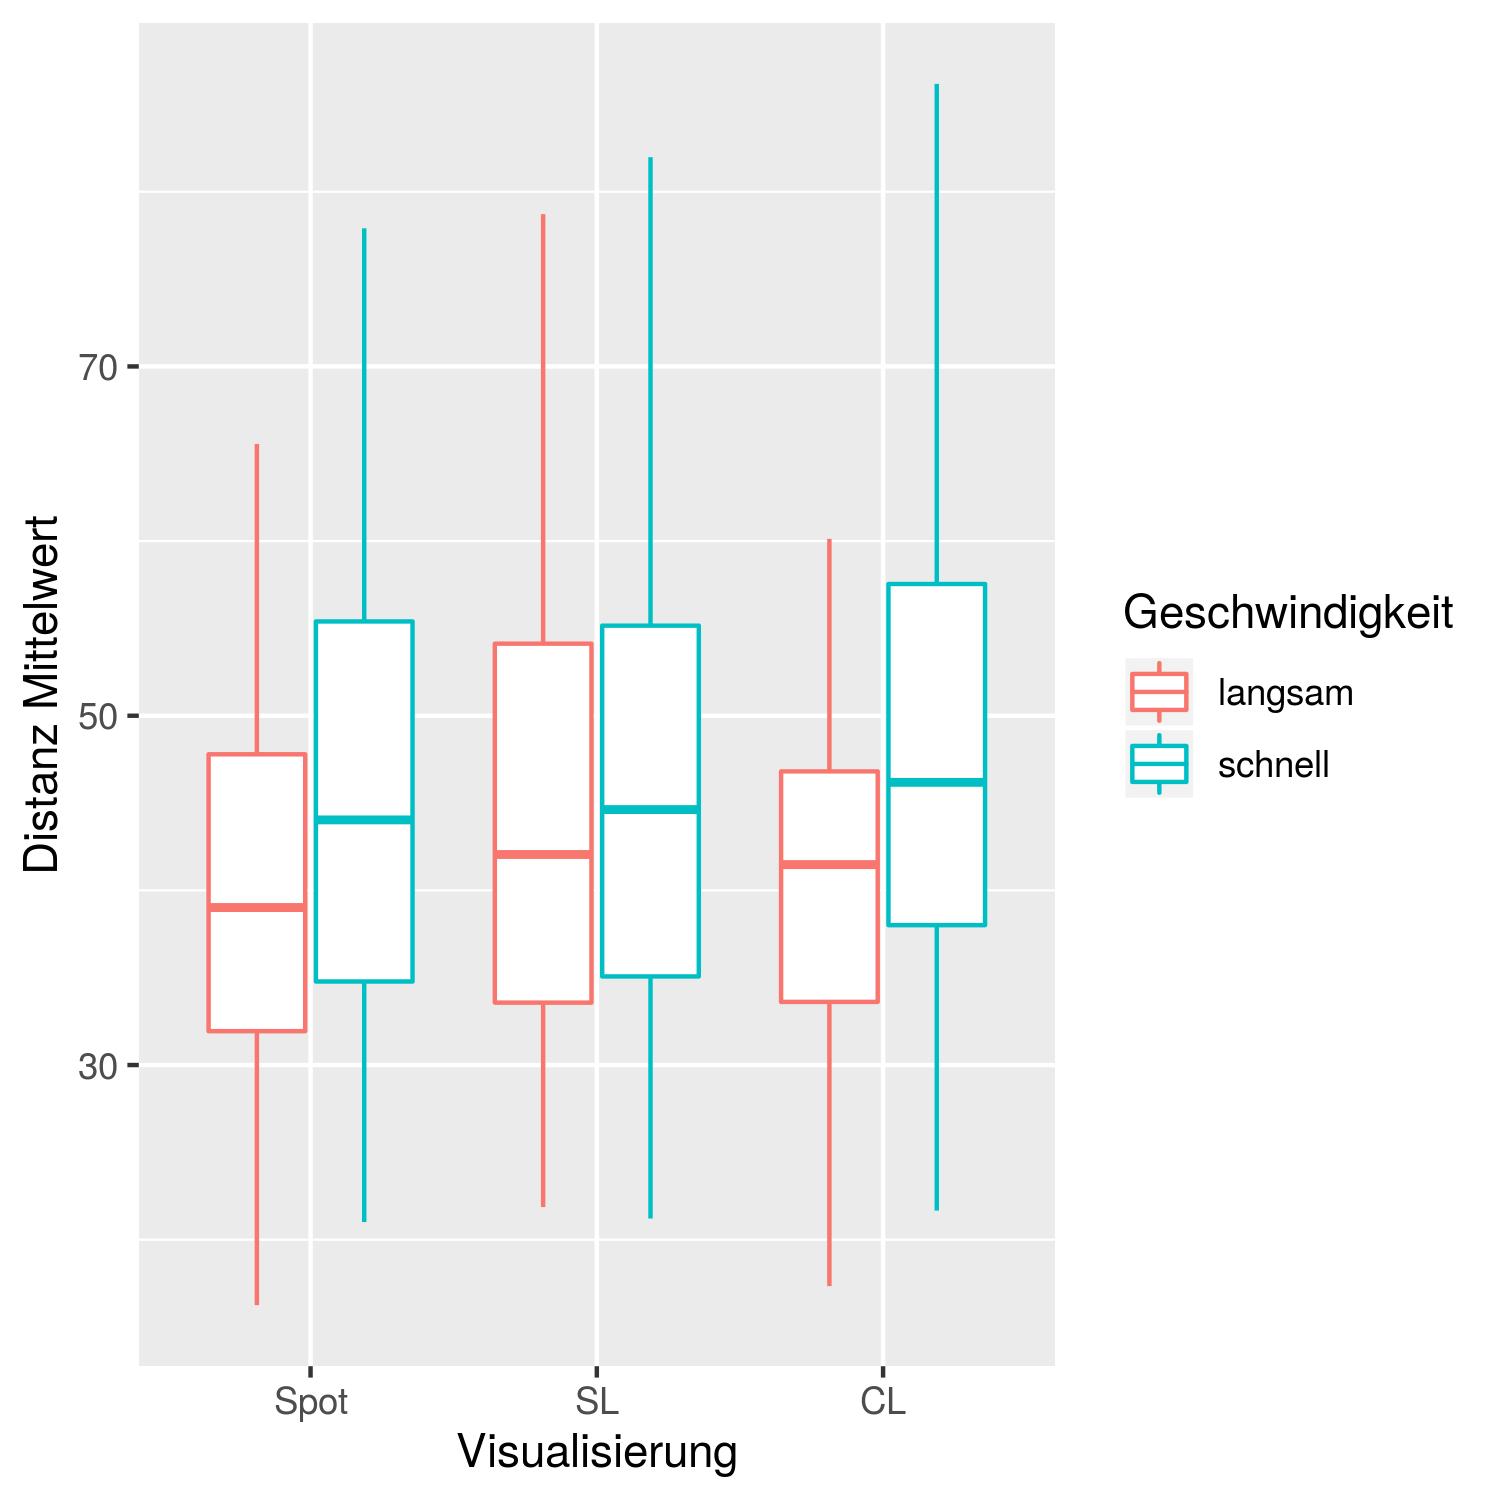 70
50
30
Distanz Mittelwert
Spot SL CL
Visualisierung
Geschwindigkeit
langsam
schnell